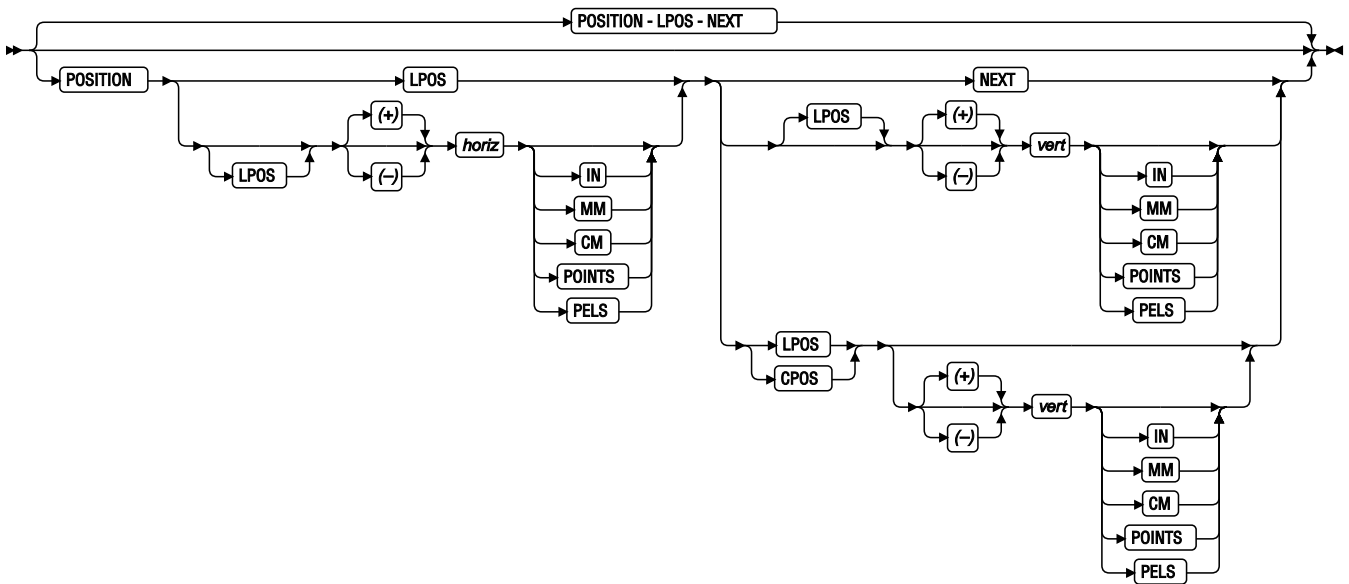 POSITION - LPOS - NEXT
POSITION LPOS NEXT
(+) LPOS (+)
horiz vert
LPOS (–) IN (–) IN
MM MM
CM CM
POINTS POINTS
PELS PELS
LPOS
CPOS (+)
vert
(–) IN
MM
CM
POINTS
PELS